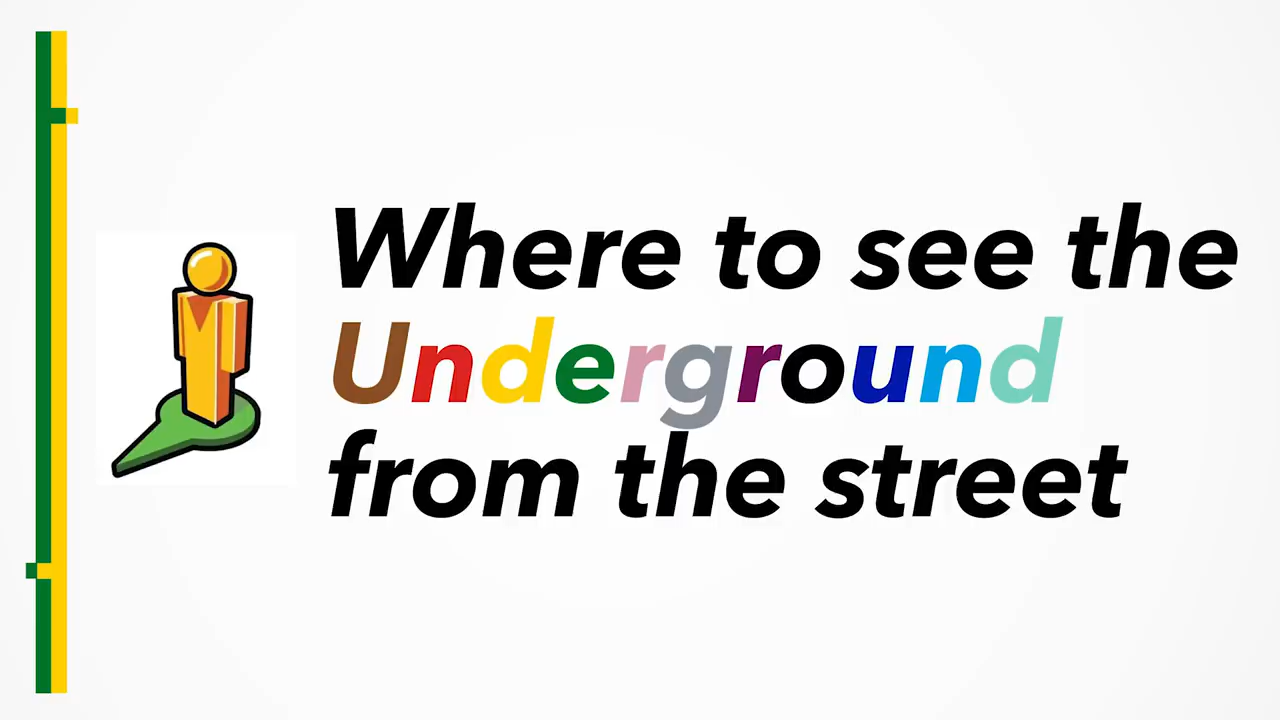 Where to see the
Underground
from the street